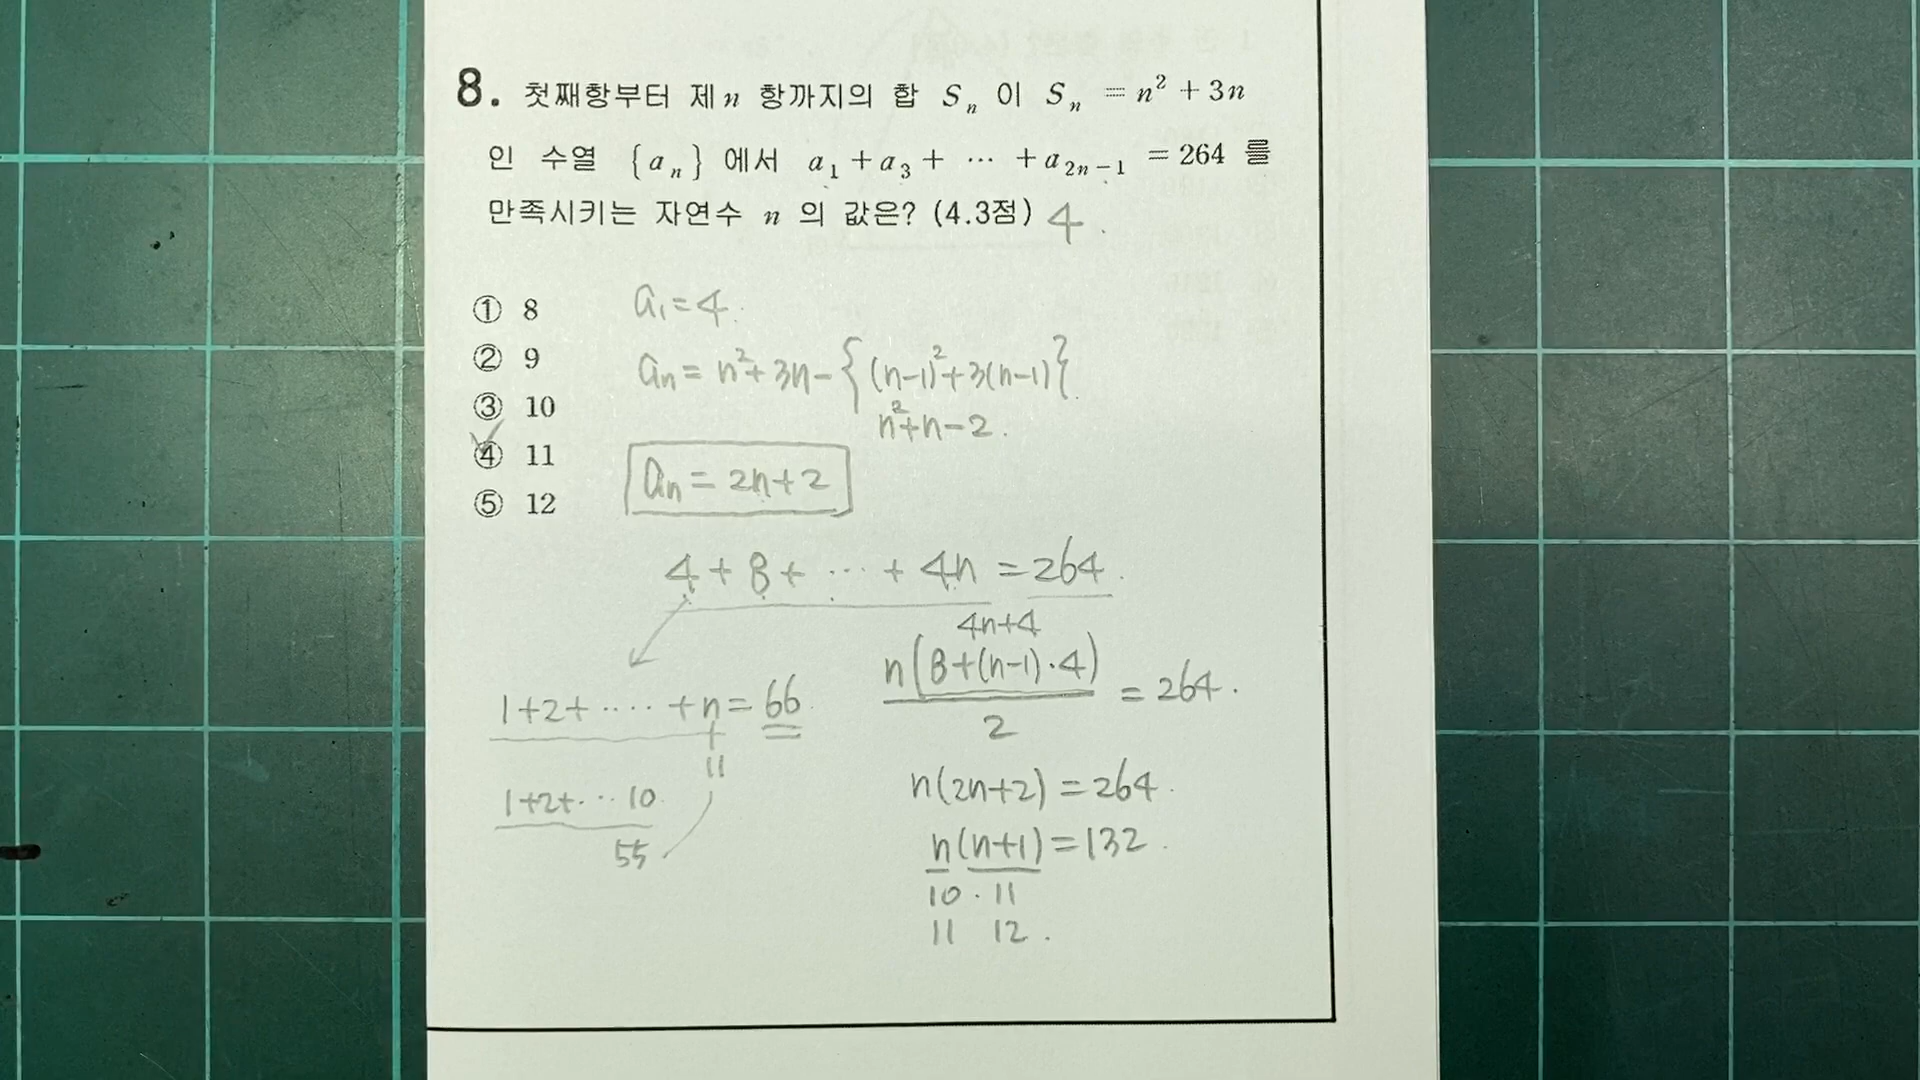 8. 첫째항부터 제 n 항까지의 합 Sₙ 이 Sₙ = n² + 3n
인 수열 {aₙ} 에서 a₁ + a₃ + ⋯ + a₂ₙ₋₁ = 264 를
만족시키는 자연수 n 의 값은? (4.3점) 4.
① 8
② 9
③ 10
④ 11
⑤ 12
a₁ = 4.
aₙ = n² + 3n − {(n−1)² + 3(n−1)}
n² + n − 2.
aₙ = 2n + 2
4 + 8 + ⋯ + 4n = 264.
1 + 2 + ⋯⋯ + n = 66
11
1 + 2 + ⋯ 10
55
4n + 4
n(8 + (n−1)·4)
2
= 264.
n(2n + 2) = 264.
n(n + 1) = 132.
10 · 11
11 12.